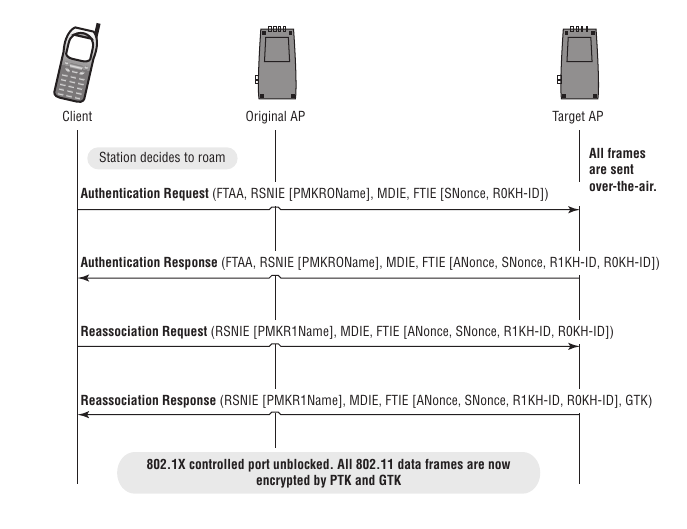 Client
Original AP
Target AP
Station decides to roam
All frames
are sent
over-the-air.
Authentication Request (FTAA, RSNIE [PMKROName], MDIE, FTIE [SNonce, R0KH-ID])
Authentication Response (FTAA, RSNIE [PMKROName], MDIE, FTIE [ANonce, SNonce, R1KH-ID, R0KH-ID])
Reassociation Request (RSNIE [PMKR1Name], MDIE, FTIE [ANonce, SNonce, R1KH-ID, R0KH-ID])
Reassociation Response (RSNIE [PMKR1Name], MDIE, FTIE [ANonce, SNonce, R1KH-ID, R0KH-ID], GTK)
802.1X controlled port unblocked. All 802.11 data frames are now
encrypted by PTK and GTK